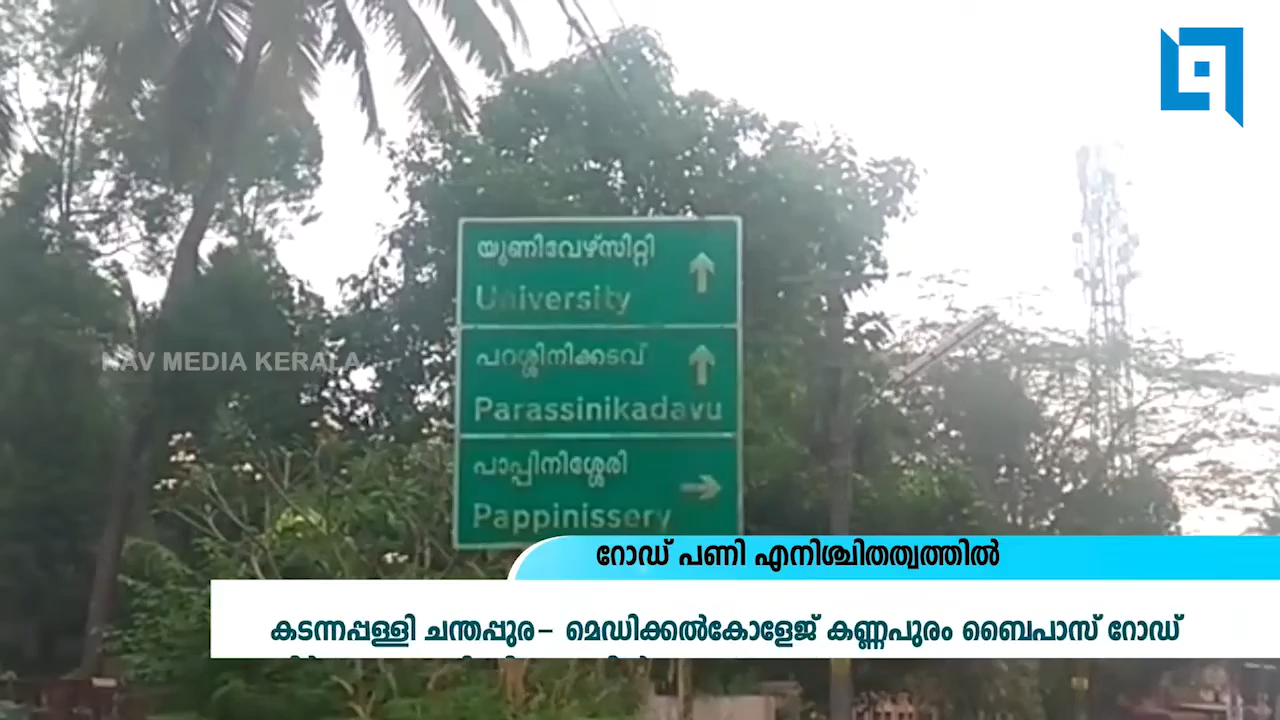 യൂണിവേഴ്സിറ്റി
University
പറശ്ശിനിക്കടവ്
Parassinikadavu
പാപ്പിനിശ്ശേരി
Pappinissery
NAV MEDIA KERALA
റോഡ് പണി എനിശ്ചിതത്വത്തിൽ
കടന്നപ്പള്ളി ചന്തപ്പുര- മെഡിക്കൽകോളേജ് കണ്ണപുരം ബൈപാസ് റോഡ്